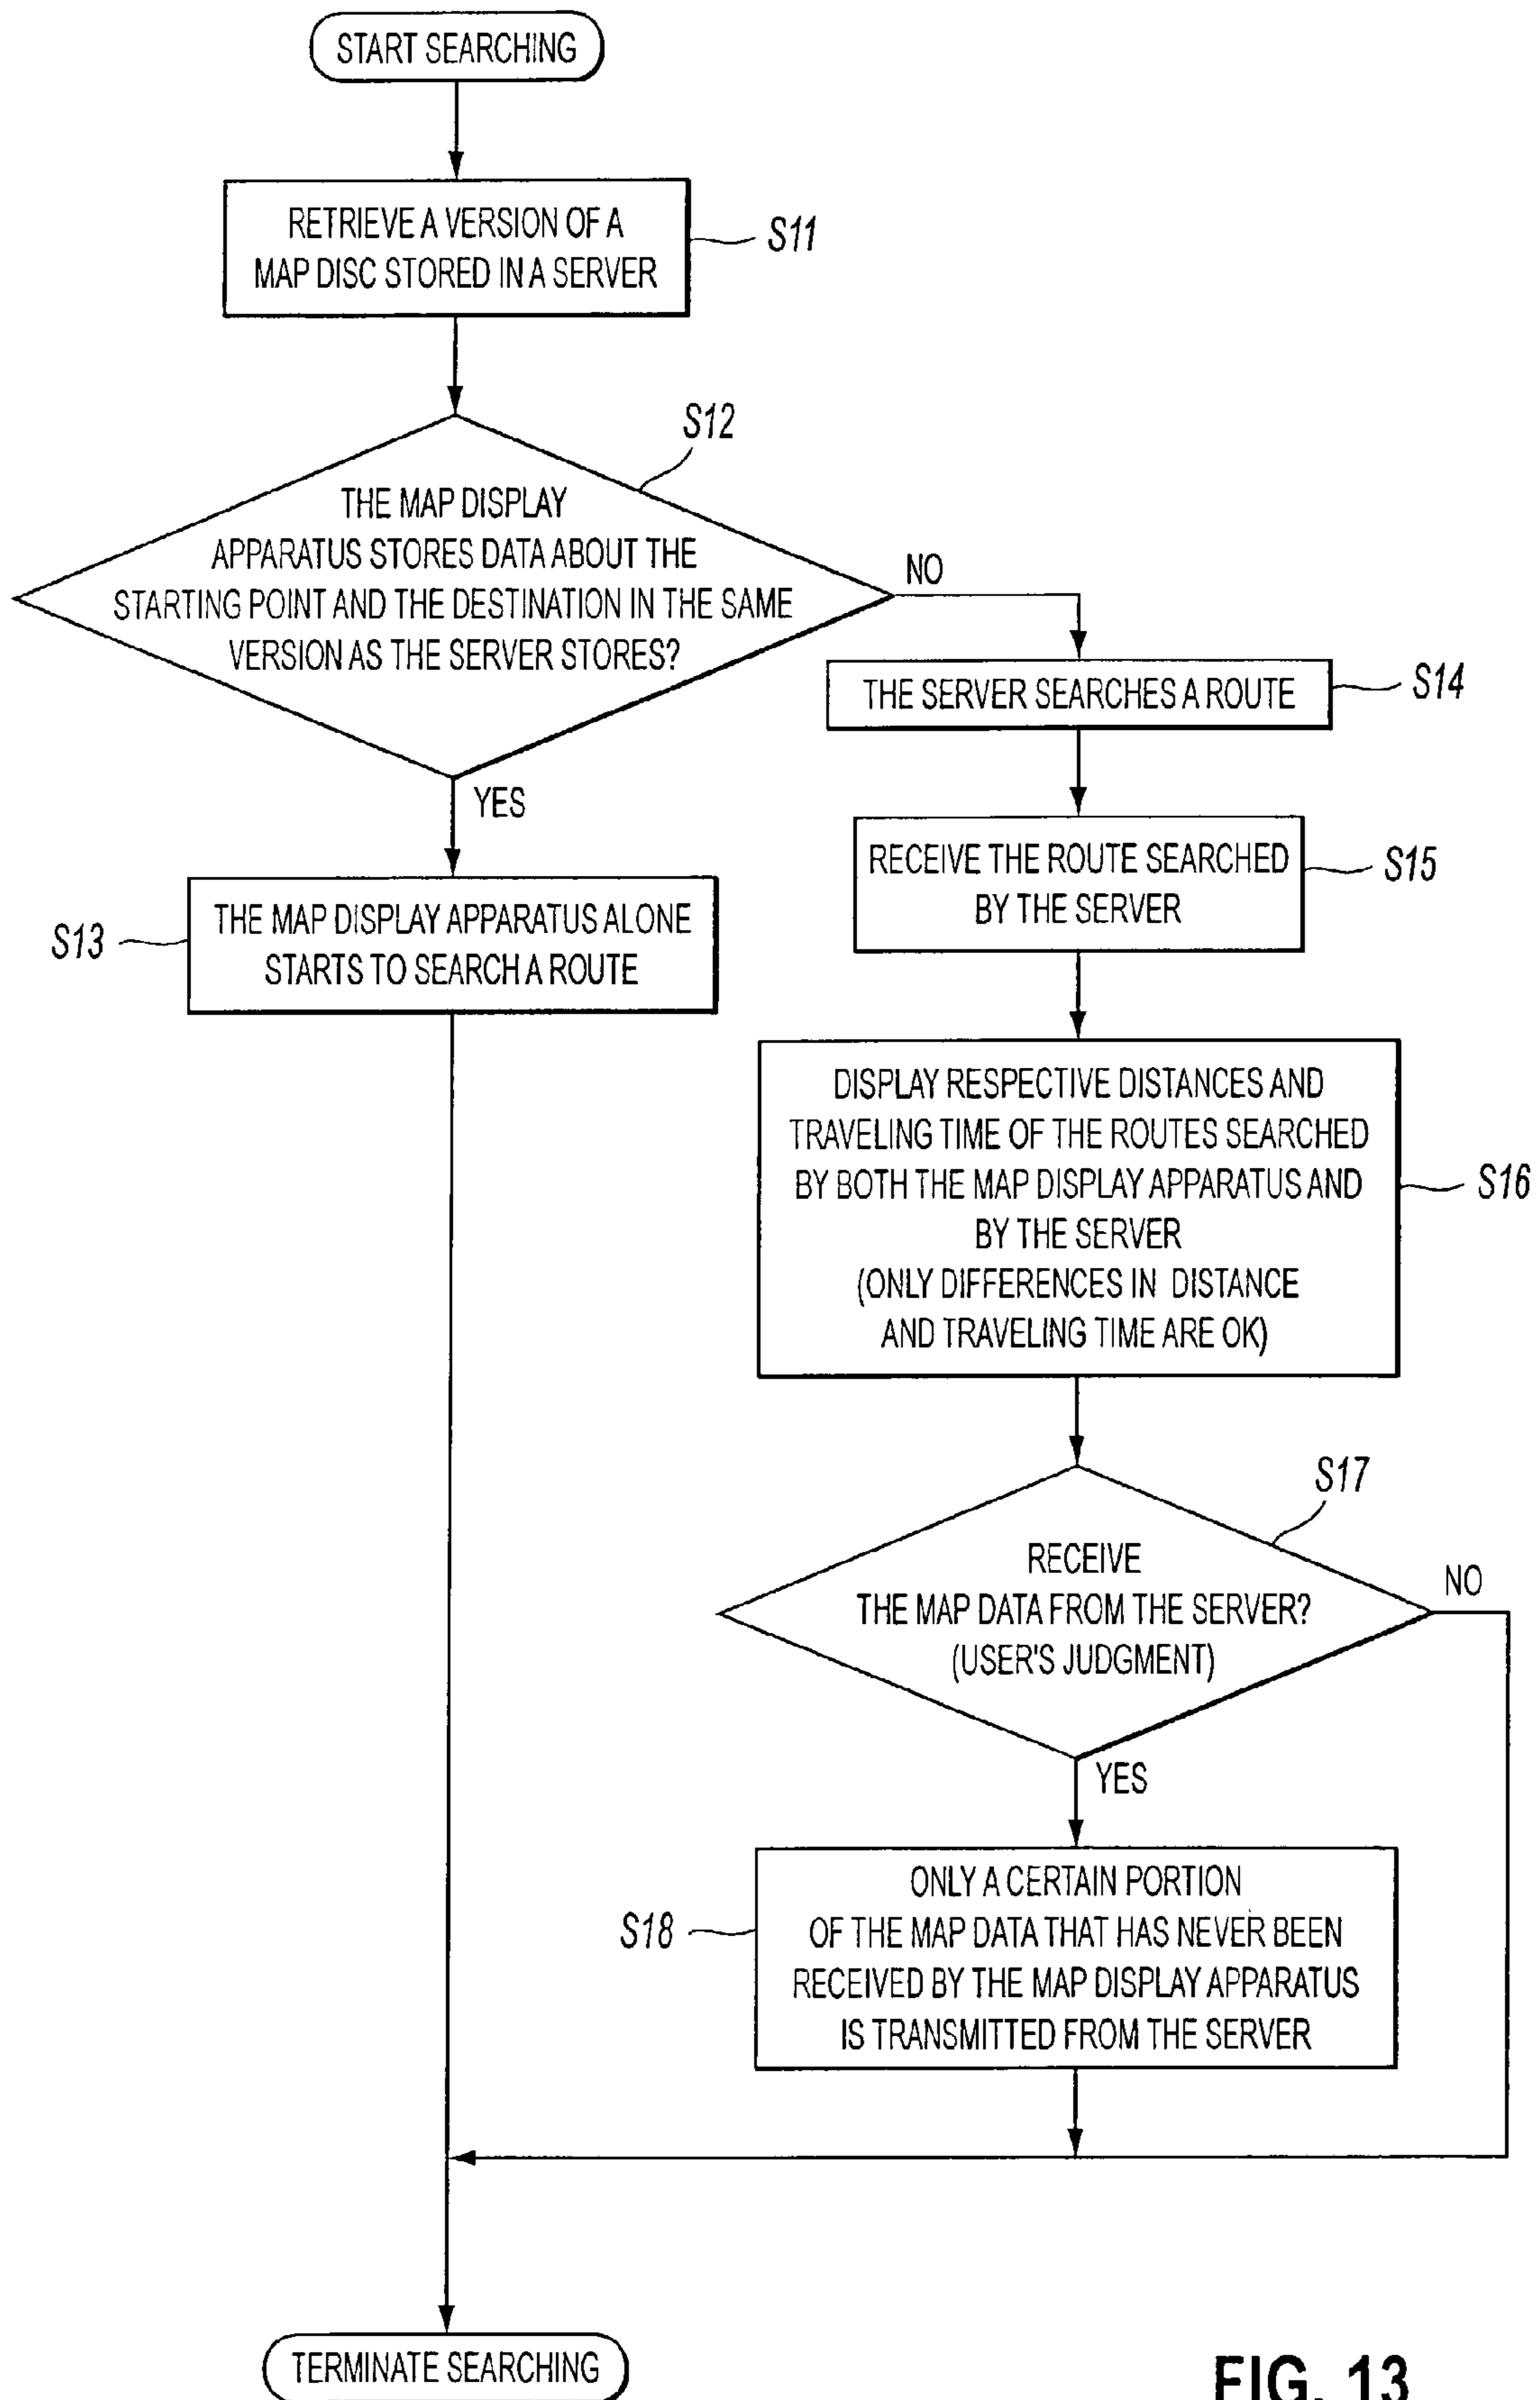 START SEARCHING
RETRIEVE A VERSION OF A
MAP DISC STORED IN A SERVER
S11
S12
THE MAP DISPLAY
APPARATUS STORES DATA ABOUT THE
STARTING POINT AND THE DESTINATION IN THE SAME
VERSION AS THE SERVER STORES?
NO
YES
S13
THE MAP DISPLAY APPARATUS ALONE
STARTS TO SEARCH A ROUTE
THE SERVER SEARCHES A ROUTE
S14
RECEIVE THE ROUTE SEARCHED
BY THE SERVER
S15
DISPLAY RESPECTIVE DISTANCES AND
TRAVELING TIME OF THE ROUTES SEARCHED
BY BOTH THE MAP DISPLAY APPARATUS AND
BY THE SERVER
(ONLY DIFFERENCES IN DISTANCE
AND TRAVELING TIME ARE OK)
S16
S17
RECEIVE
THE MAP DATA FROM THE SERVER?
(USER'S JUDGMENT)
NO
YES
S18
ONLY A CERTAIN PORTION
OF THE MAP DATA THAT HAS NEVER BEEN
RECEIVED BY THE MAP DISPLAY APPARATUS
IS TRANSMITTED FROM THE SERVER
TERMINATE SEARCHING
FIG. 13